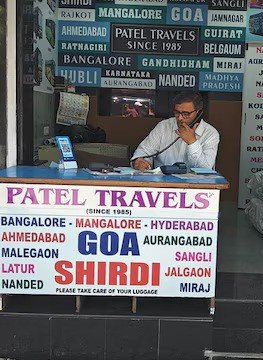 BASIC SERVICES
RAJKOT MANGALORE GOA JAMNAGAR
AHMEDABAD
RATNAGIRI
PATEL TRAVELS
SINCE 1985
GUJRAT
BELGAUM
BANGALORE GANDHIDHAM MIRAJ
HUBLI KARNATAKA
AURANGABAD NANDED MADHYA
PRADESH
PATEL TRAVELS
(SINCE 1985)
BANGALORE - MANGALORE - HYDERABAD
AHMEDABAD GOA AURANGABAD
MALEGAON SANGLI
LATUR SHIRDI JALGAON
NANDED PLEASE TAKE CARE OF YOUR LUGGAGE MIRAJ